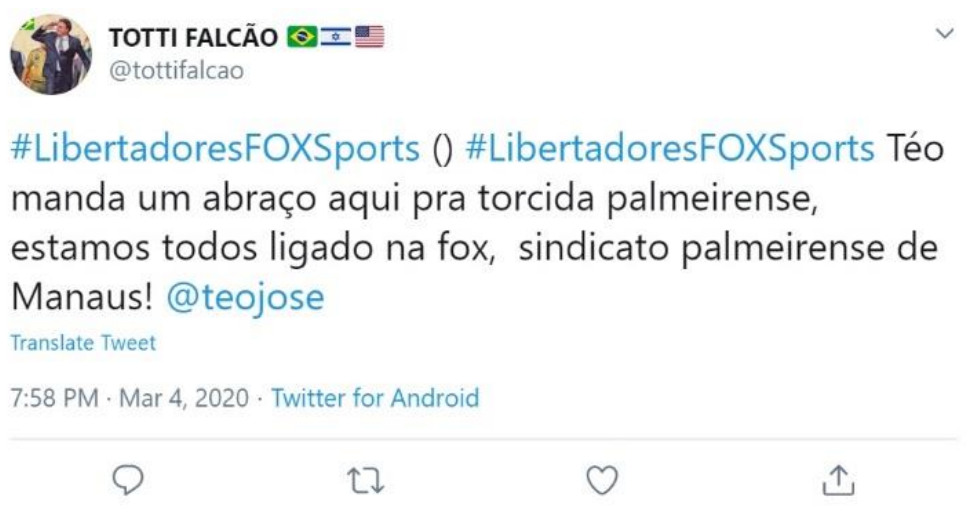 TOTTI FALCÃO 🇧🇷🇮🇱🇺🇸
@tottifalcao
#LibertadoresFOXSports () #LibertadoresFOXSports Téo
manda um abraço aqui pra torcida palmeirense,
estamos todos ligado na fox,  sindicato palmeirense de
Manaus! @teojose
Translate Tweet
7:58 PM · Mar 4, 2020 · Twitter for Android